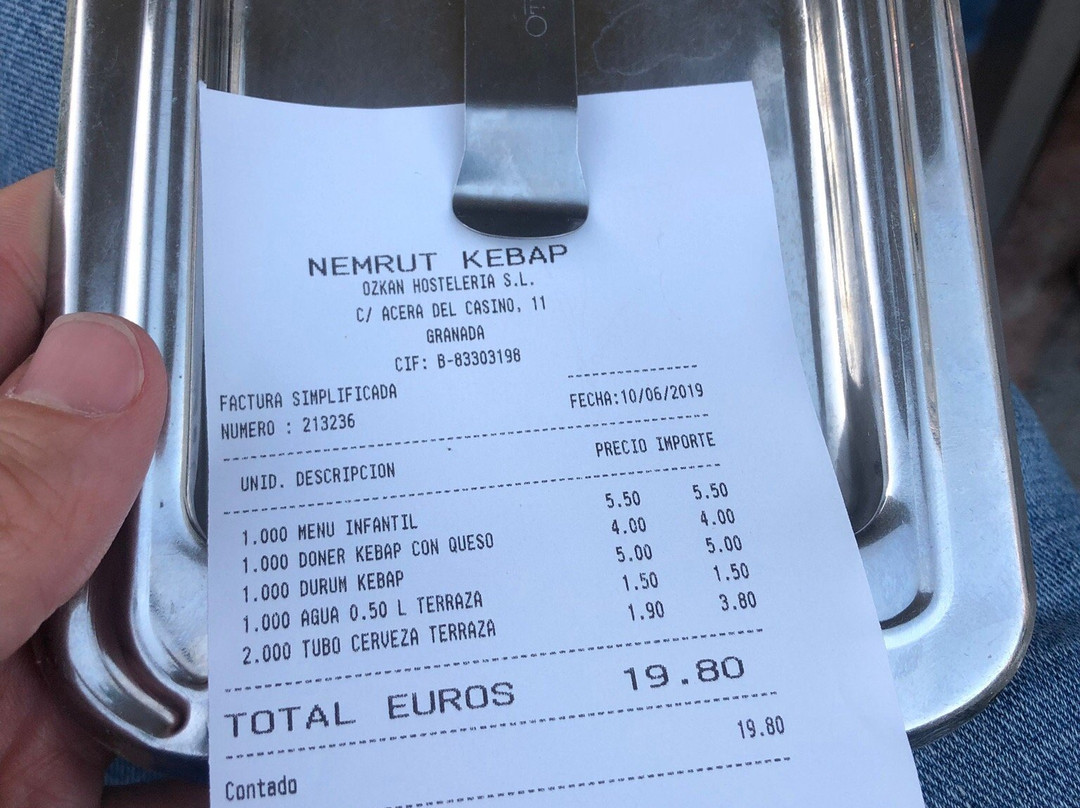 NEMRUT KEBAP
OZKAN HOSTELERIA S.L.
C/ ACERA DEL CASINO, 11
GRANADA
CIF: B-83303198
FACTURA SIMPLIFICADA
NUMERO : 213236
FECHA:10/06/2019
UNID. DESCRIPCION PRECIO IMPORTE
1.000 MENU INFANTIL 5.50 5.50
1.000 DONER KEBAP CON QUESO 4.00 4.00
1.000 DURUM KEBAP 5.00 5.00
1.000 AGUA 0.50 L TERRAZA 1.50 1.50
2.000 TUBO CERVEZA TERRAZA 1.90 3.80
TOTAL EUROS 19.80
Contado 19.80